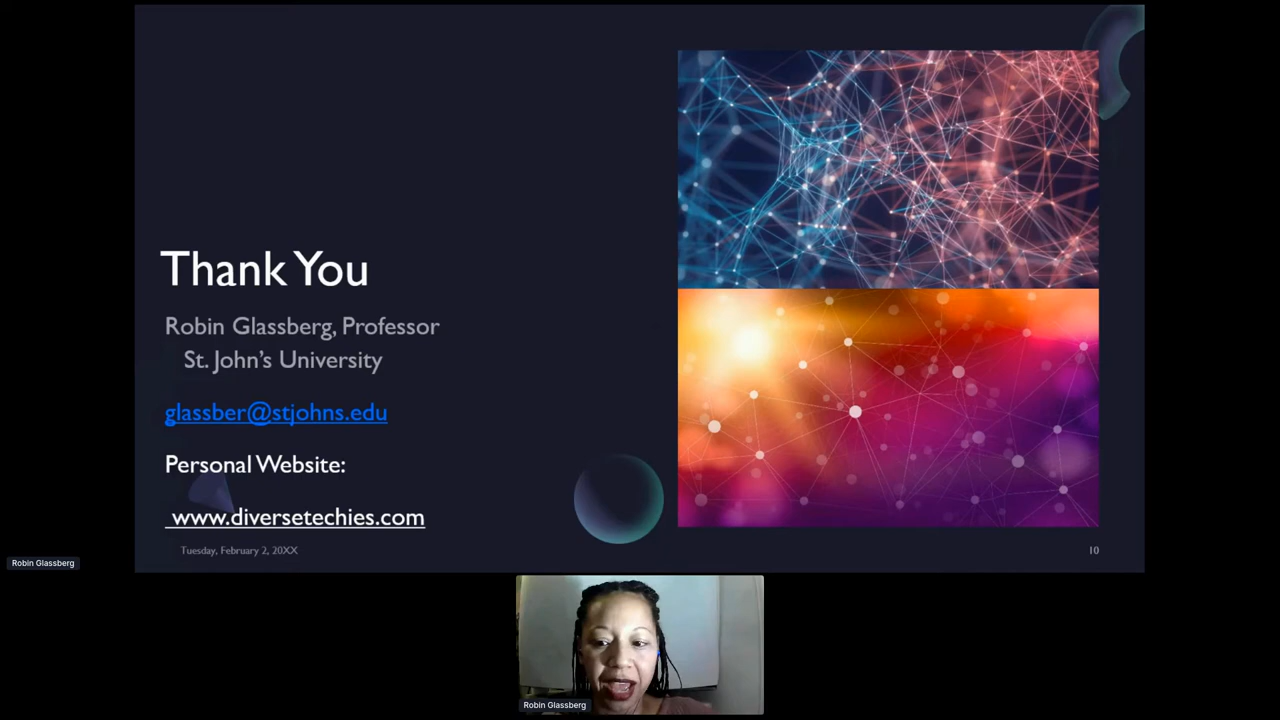 Thank You
Robin Glassberg, Professor
St. John's University
glassber@stjohns.edu
Personal Website:
www.diversetechies.com
Tuesday, February 2, 20XX
10
Robin Glassberg
Robin Glassberg